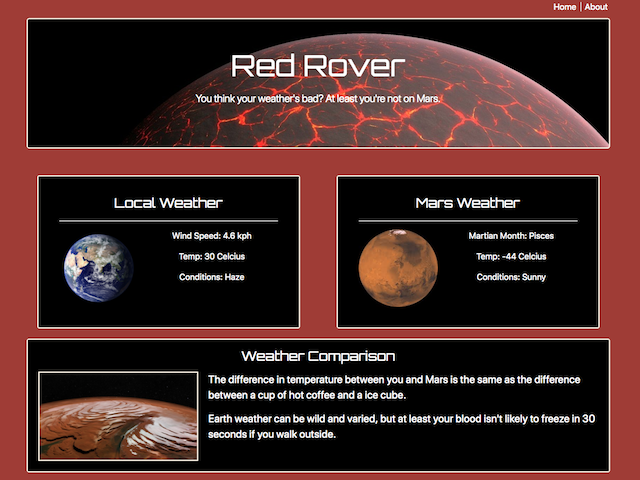 Home | About
Red Rover
You think your weather's bad? At least you're not on Mars.
Local Weather
Wind Speed: 4.6 kph
Temp: 30 Celcius
Conditions: Haze
Mars Weather
Martian Month: Pisces
Temp: -44 Celcius
Conditions: Sunny
Weather Comparison
The difference in temperature between you and Mars is the same as the difference
between a cup of hot coffee and a ice cube.
Earth weather can be wild and varied, but at least your blood isn't likely to freeze in 30
seconds if you walk outside.